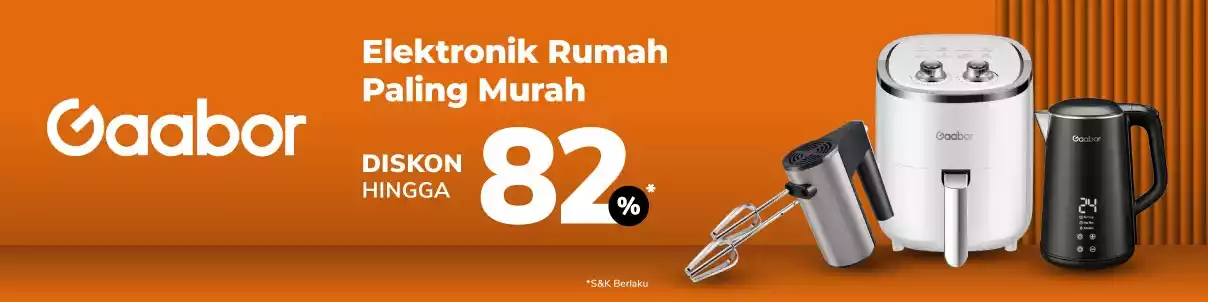 Gaabor
Elektronik Rumah
Paling Murah
DISKON
HINGGA
82%*
*S&K Berlaku
Gaabor
Gaabor
24